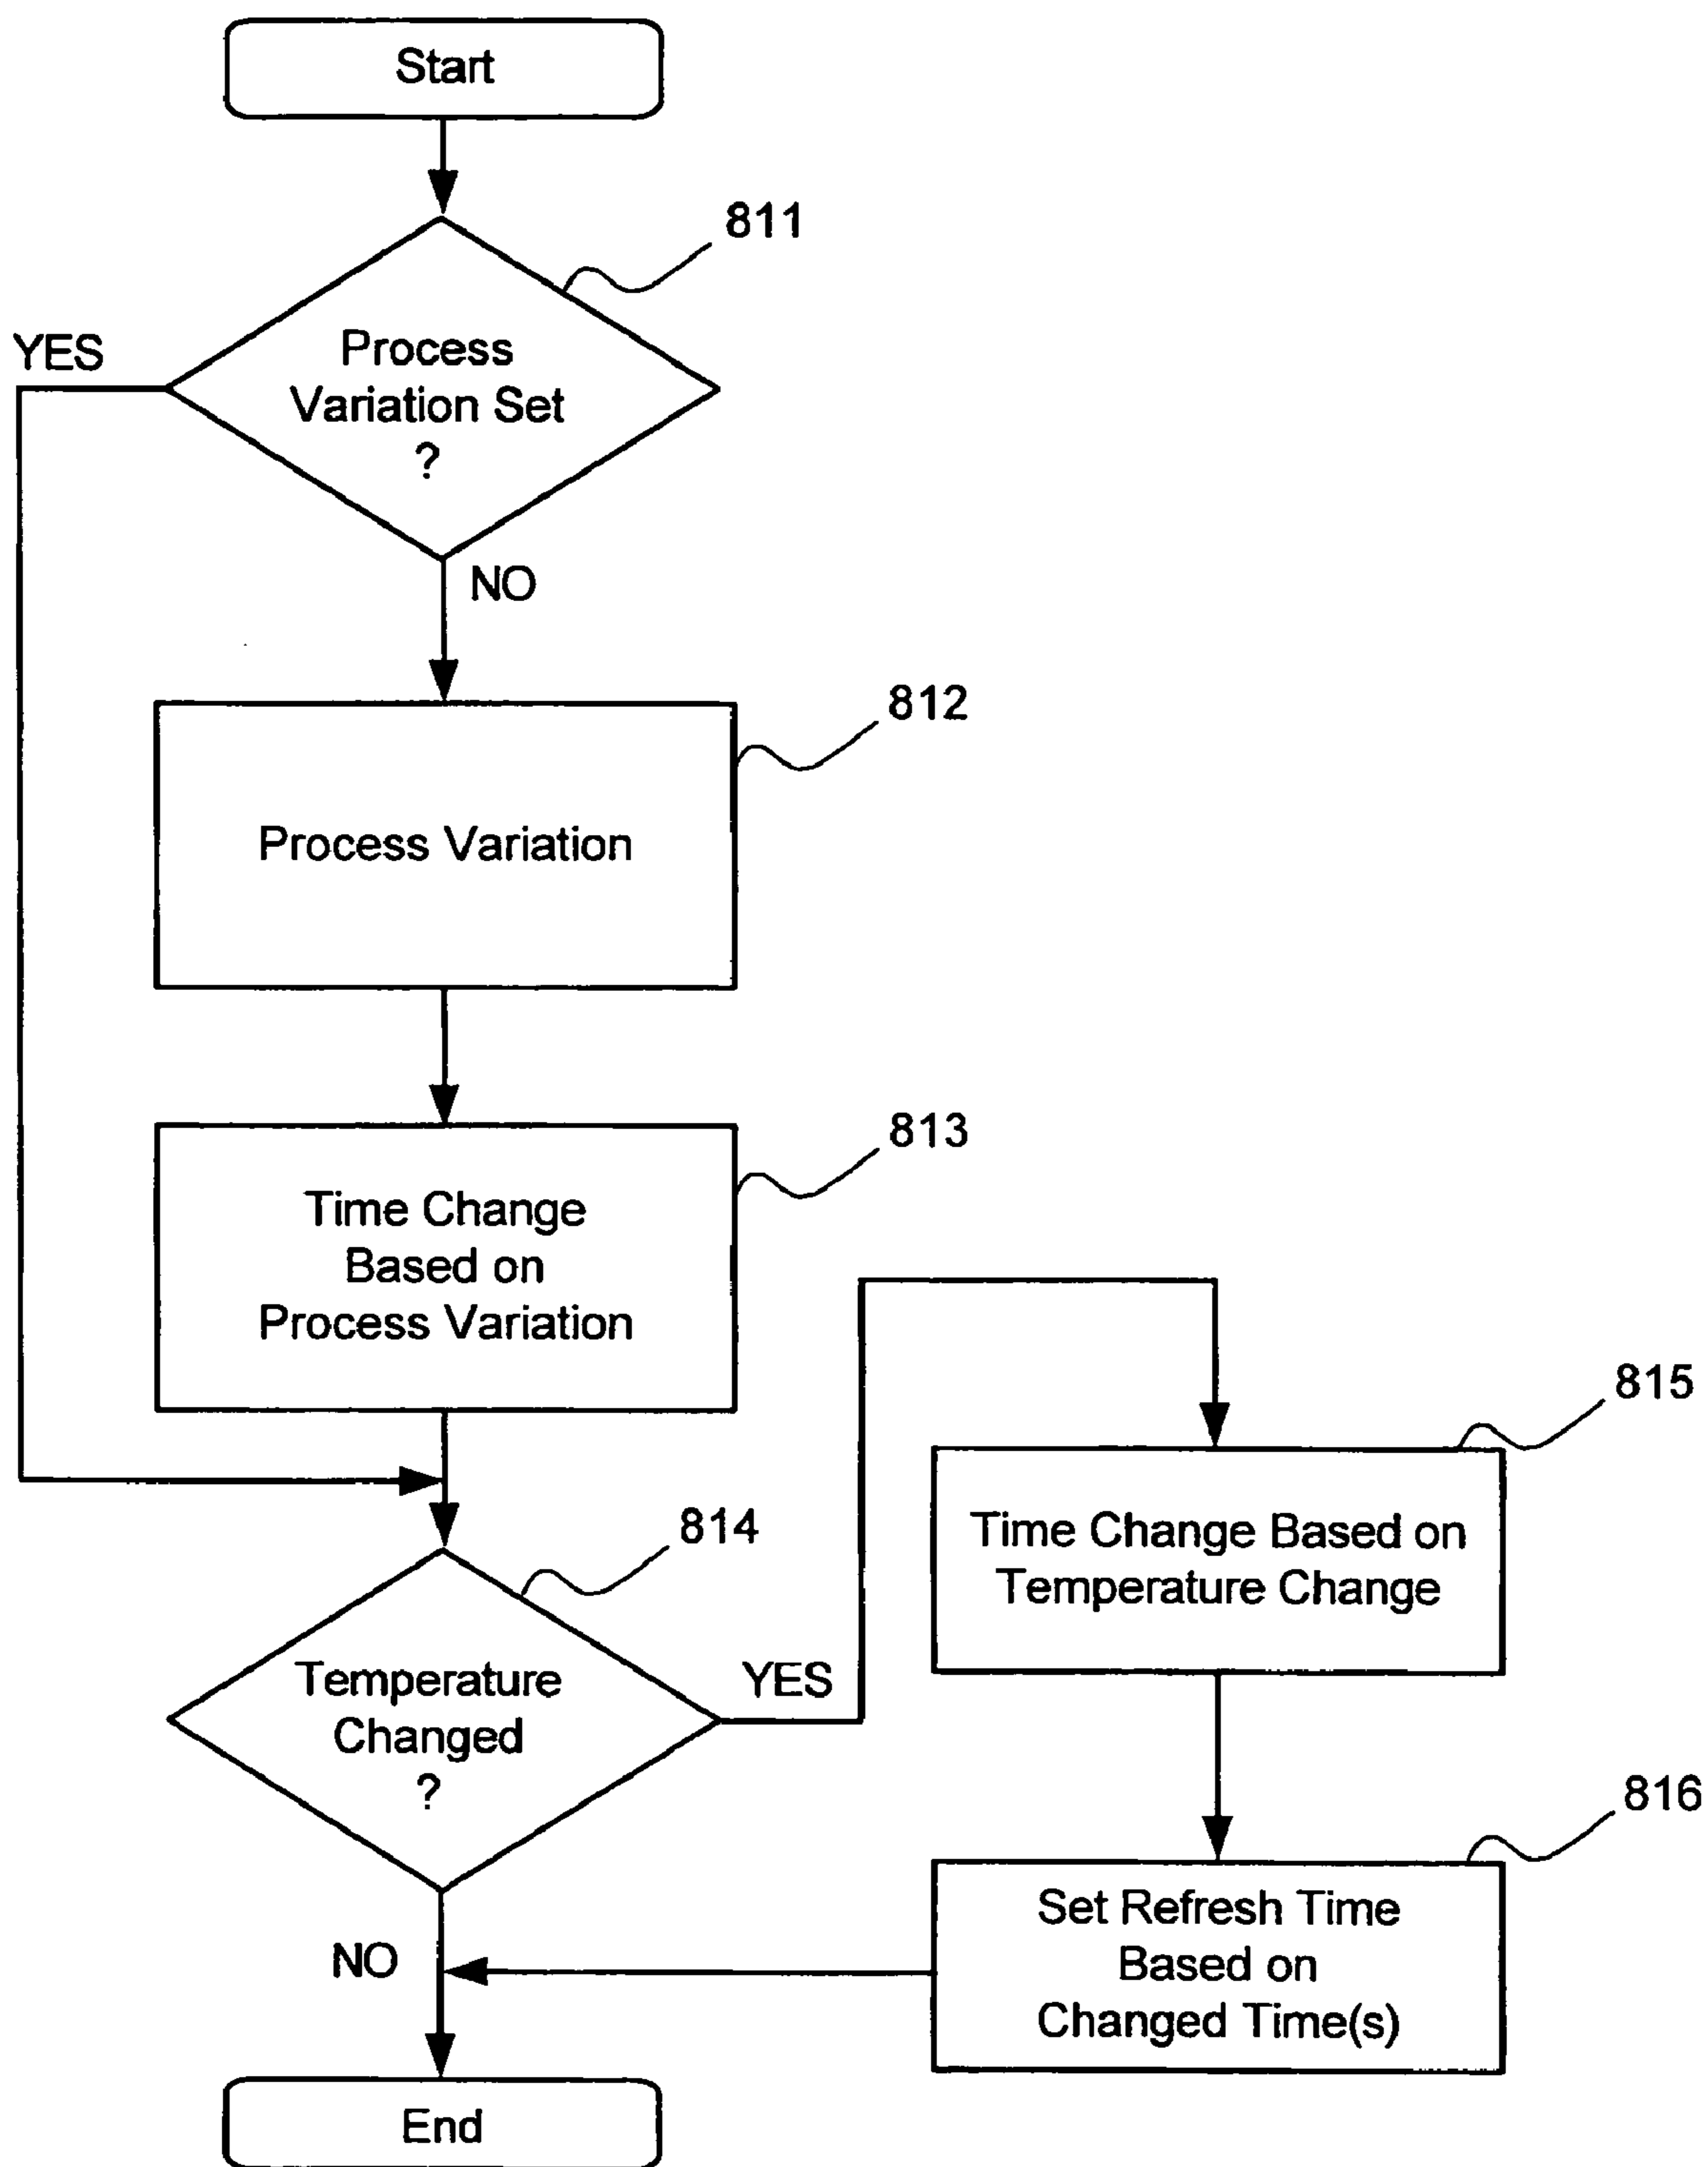 Start
811
YES
Process
Variation Set
?
NO
812
Process Variation
813
Time Change
Based on
Process Variation
815
Time Change Based on
Temperature Change
814
Temperature
Changed
?
YES
816
Set Refresh Time
Based on
Changed Time(s)
NO
End